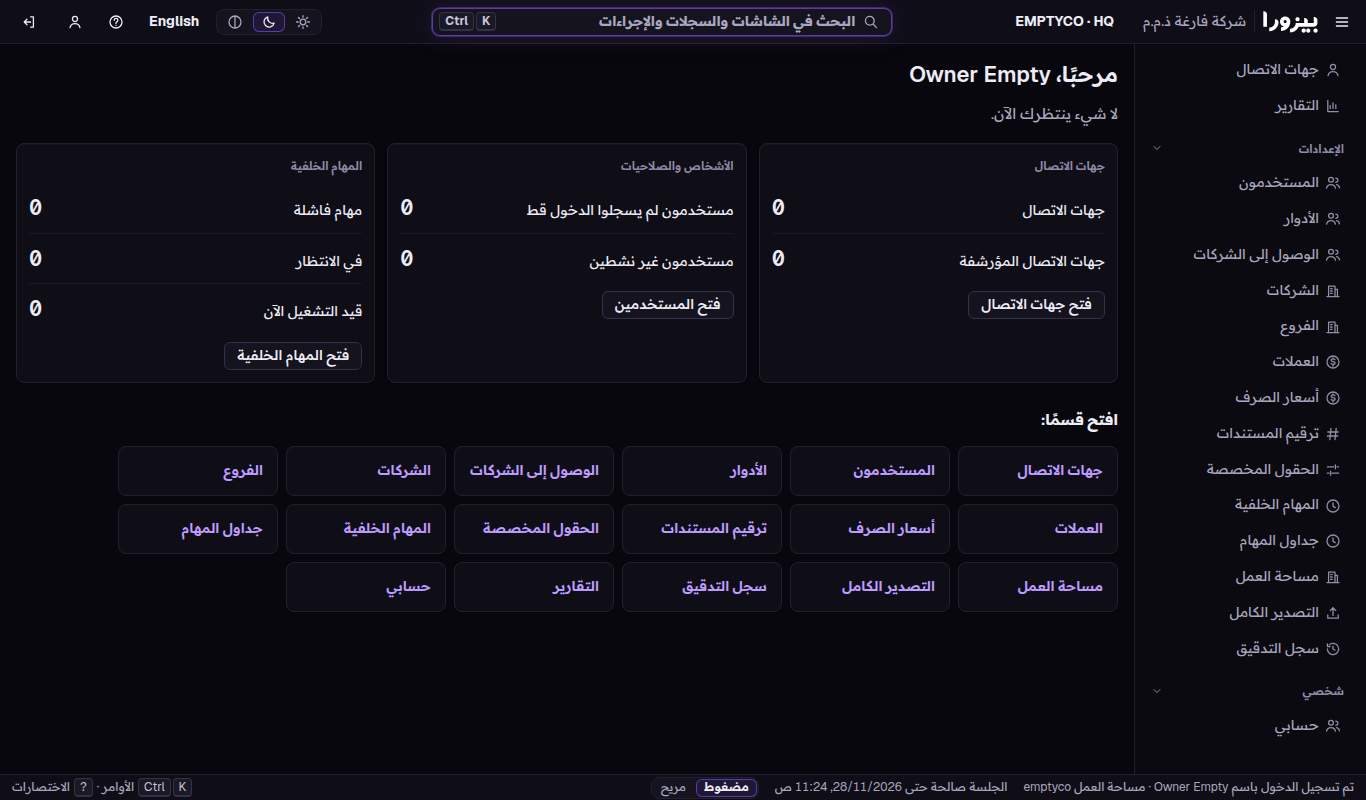 بيزورا
شركة فارغة ذ.م.م
EMPTYCO · HQ
البحث في الشاشات والسجلات والإجراءات
Ctrl K
English
جهات الاتصال
التقارير
الإعدادات
المستخدمون
الأدوار
الوصول إلى الشركات
الشركات
الفروع
العملات
أسعار الصرف
ترقيم المستندات
الحقول المخصصة
المهام الخلفية
جداول المهام
مساحة العمل
التصدير الكامل
سجل التدقيق
شخصي
حسابي
مرحبًا، Owner Empty
لا شيء ينتظرك الآن.
جهات الاتصال
جهات الاتصال 0
جهات الاتصال المؤرشفة 0
فتح جهات الاتصال
الأشخاص والصلاحيات
مستخدمون لم يسجلوا الدخول قط 0
مستخدمون غير نشطين 0
فتح المستخدمين
المهام الخلفية
مهام فاشلة 0
في الانتظار 0
قيد التشغيل الآن 0
فتح المهام الخلفية
افتح قسمًا:
جهات الاتصال
المستخدمون
الأدوار
الوصول إلى الشركات
الشركات
الفروع
العملات
أسعار الصرف
ترقيم المستندات
الحقول المخصصة
المهام الخلفية
جداول المهام
مساحة العمل
التصدير الكامل
سجل التدقيق
التقارير
حسابي
تم تسجيل الدخول باسم Owner Empty · مساحة العمل emptyco
الجلسة صالحة حتى 28/11/2026, 11:24 ص
مضغوط
مريح
Ctrl K الأوامر · ? الاختصارات